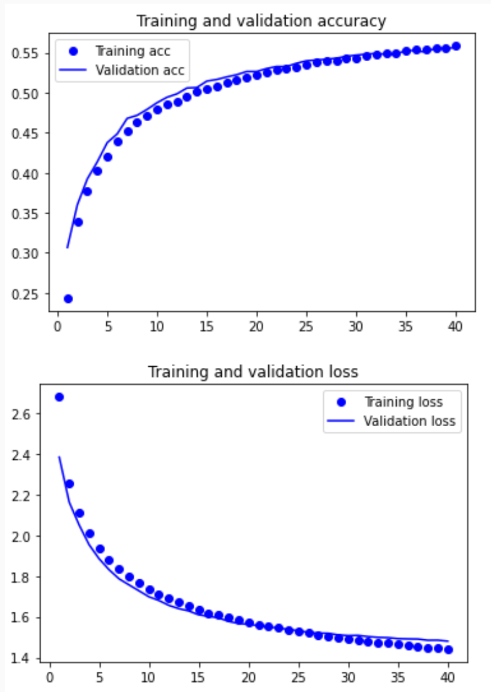 Training and validation accuracy
Training acc
Validation acc
0.55
0.50
0.45
0.40
0.35
0.30
0.25
0 5 10 15 20 25 30 35 40
Training and validation loss
Training loss
Validation loss
2.6
2.4
2.2
2.0
1.8
1.6
1.4
0 5 10 15 20 25 30 35 40